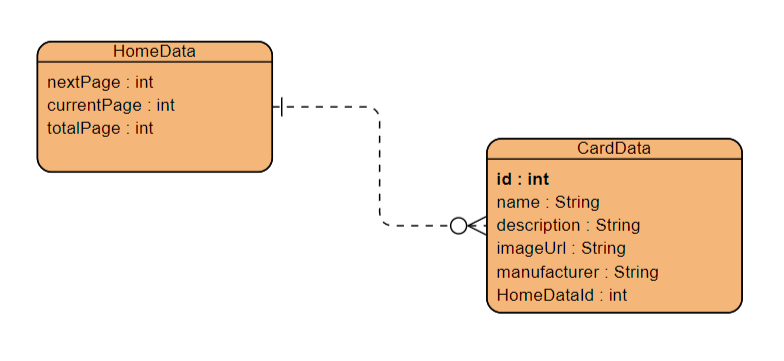 HomeData
nextPage : int
currentPage : int
totalPage : int
CardData
id : int
name : String
description : String
imageUrl : String
manufacturer : String
HomeDataId : int